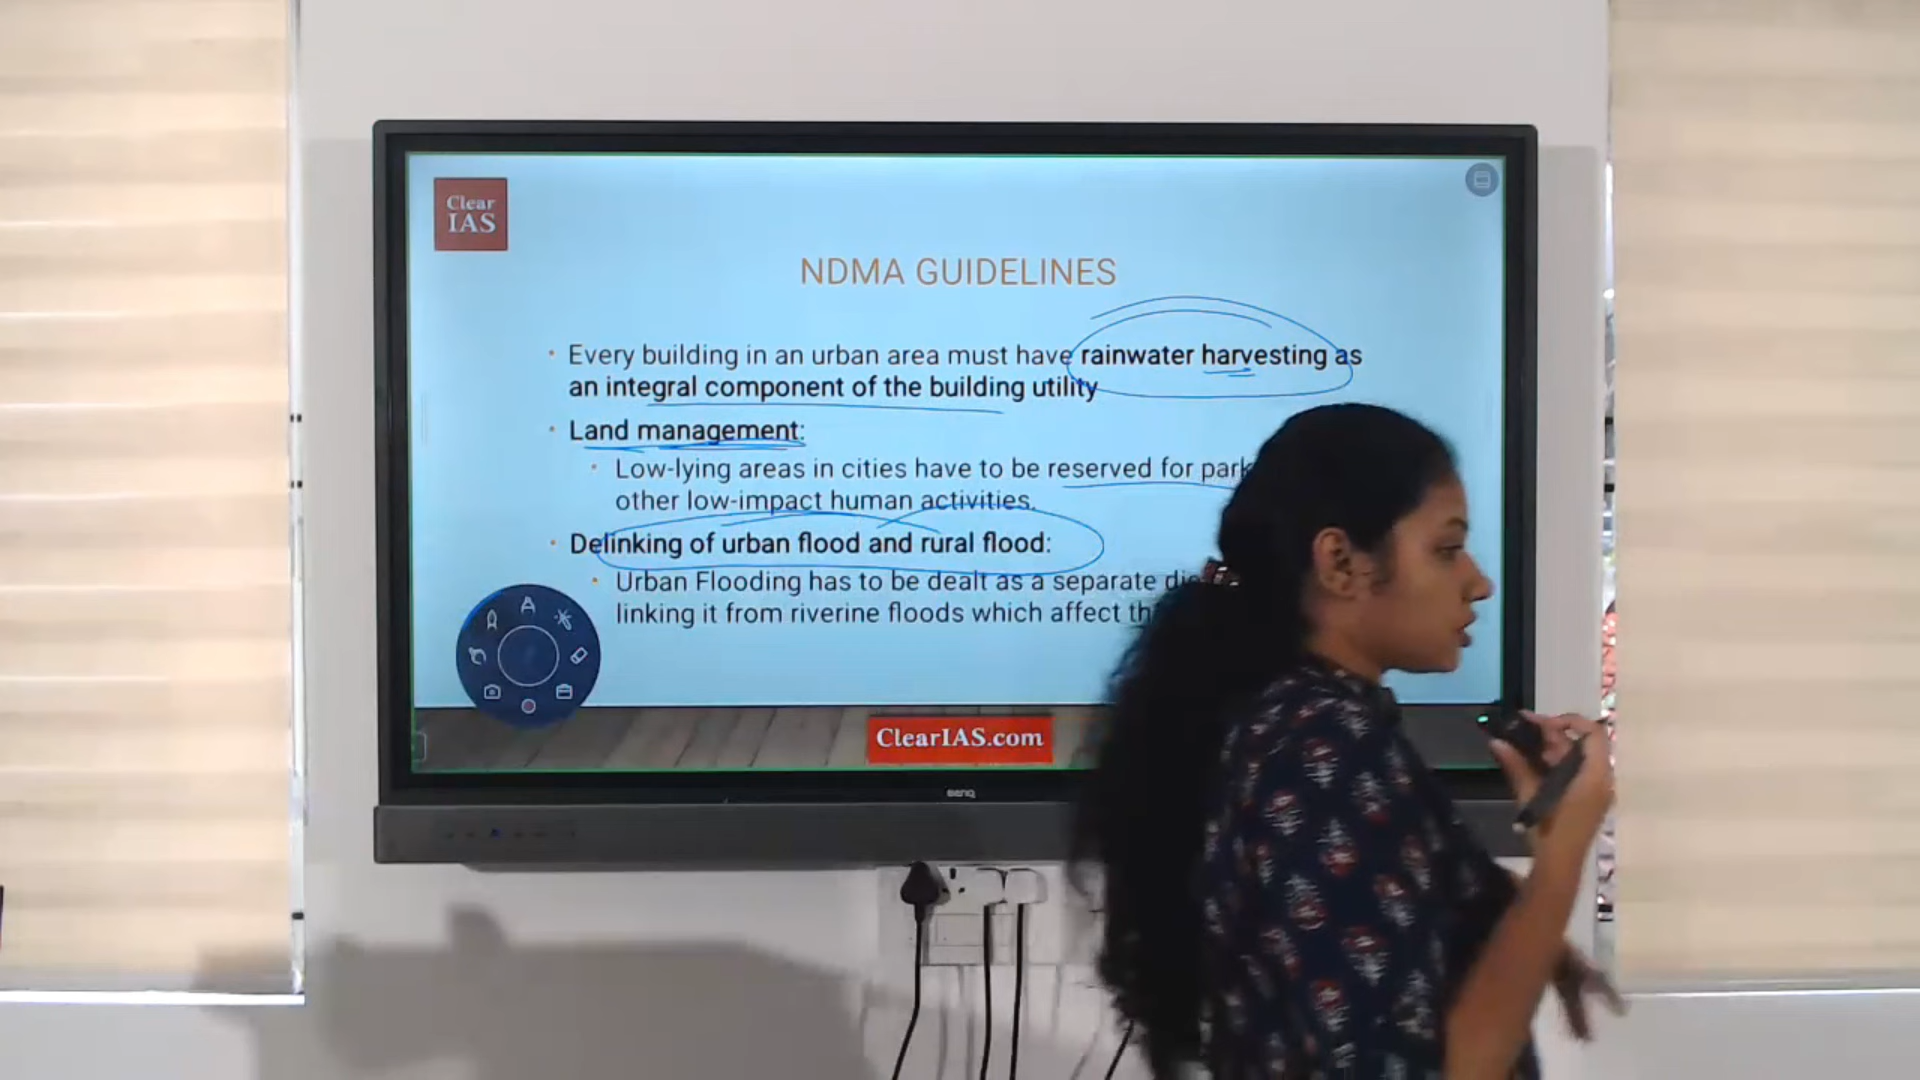 Clear
IAS
NDMA GUIDELINES
• Every building in an urban area must have rainwater harvesting as
an integral component of the building utility
• Land management:
• Low-lying areas in cities have to be reserved for
other low-impact human activities.
• Delinking of urban flood and rural flood:
• Urban Flooding has to be dealt as a separate
linking it from riverine floods which affect
ClearIAS.com
BenQ